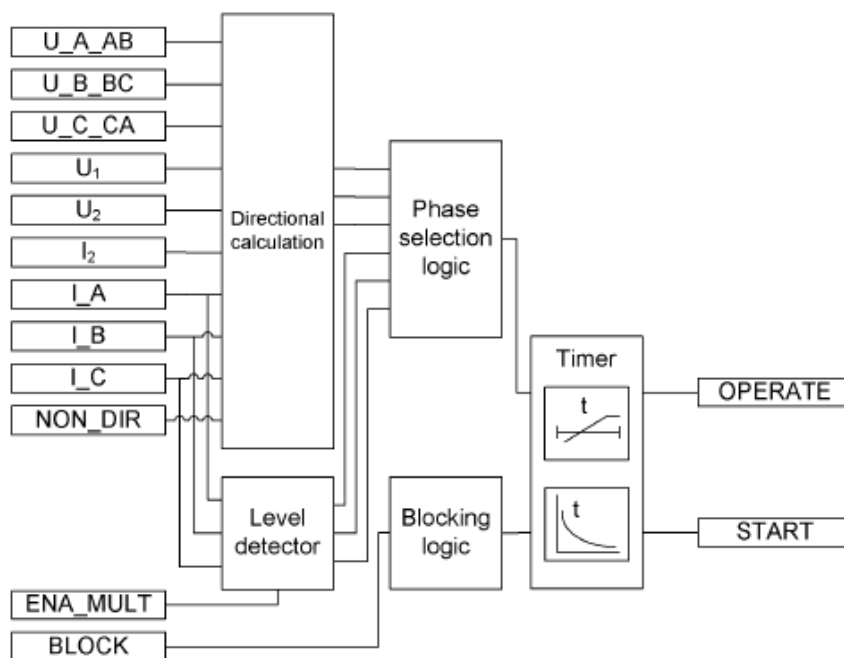 U_A_AB
U_B_BC
U_C_CA
U₁
U₂
I₂
I_A
I_B
I_C
NON_DIR
ENA_MULT
BLOCK
Directional
calculation
Level
detector
Phase
selection
logic
Blocking
logic
Timer
t
t
OPERATE
START